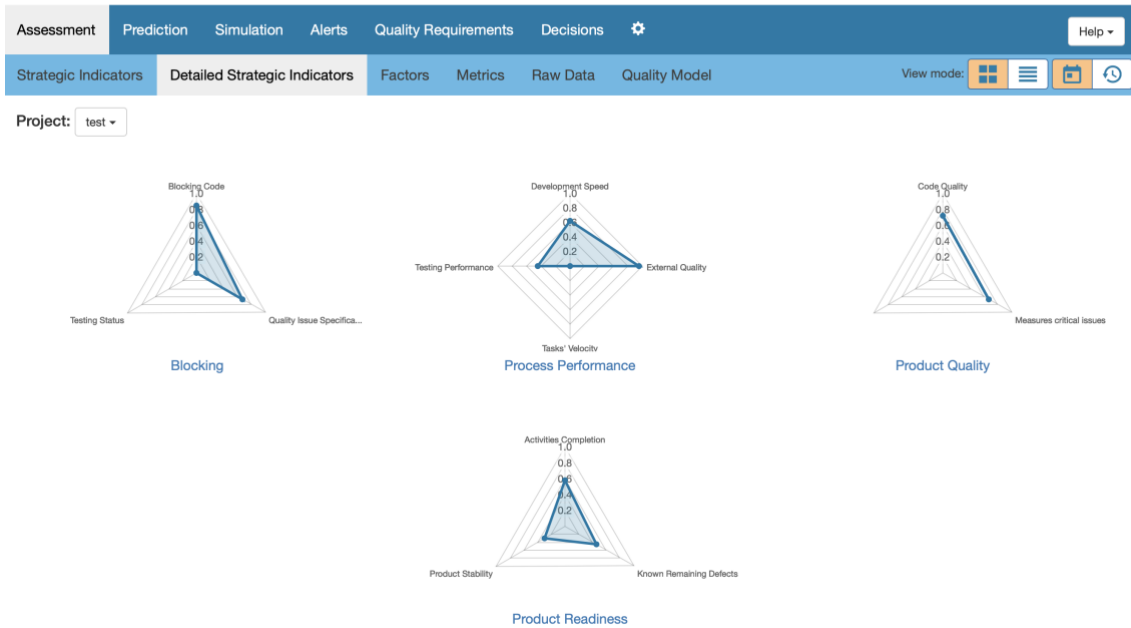 Assessment Prediction Simulation Alerts Quality Requirements Decisions Help
Strategic Indicators Detailed Strategic Indicators Factors Metrics Raw Data Quality Model View mode:
Project: test
Blocking Code
1.0
0.8
0.6
0.4
0.2
Testing Status
Quality Issue Specifica...
Blocking
Development Speed
1.0
0.8
0.6
0.4
0.2
Testing Performance
External Quality
Tasks' Velocity
Process Performance
Code Quality
1.0
0.8
0.6
0.4
0.2
Measures critical issues
Product Quality
Activities Completion
1.0
0.8
0.6
0.4
0.2
Product Stability
Known Remaining Defects
Product Readiness